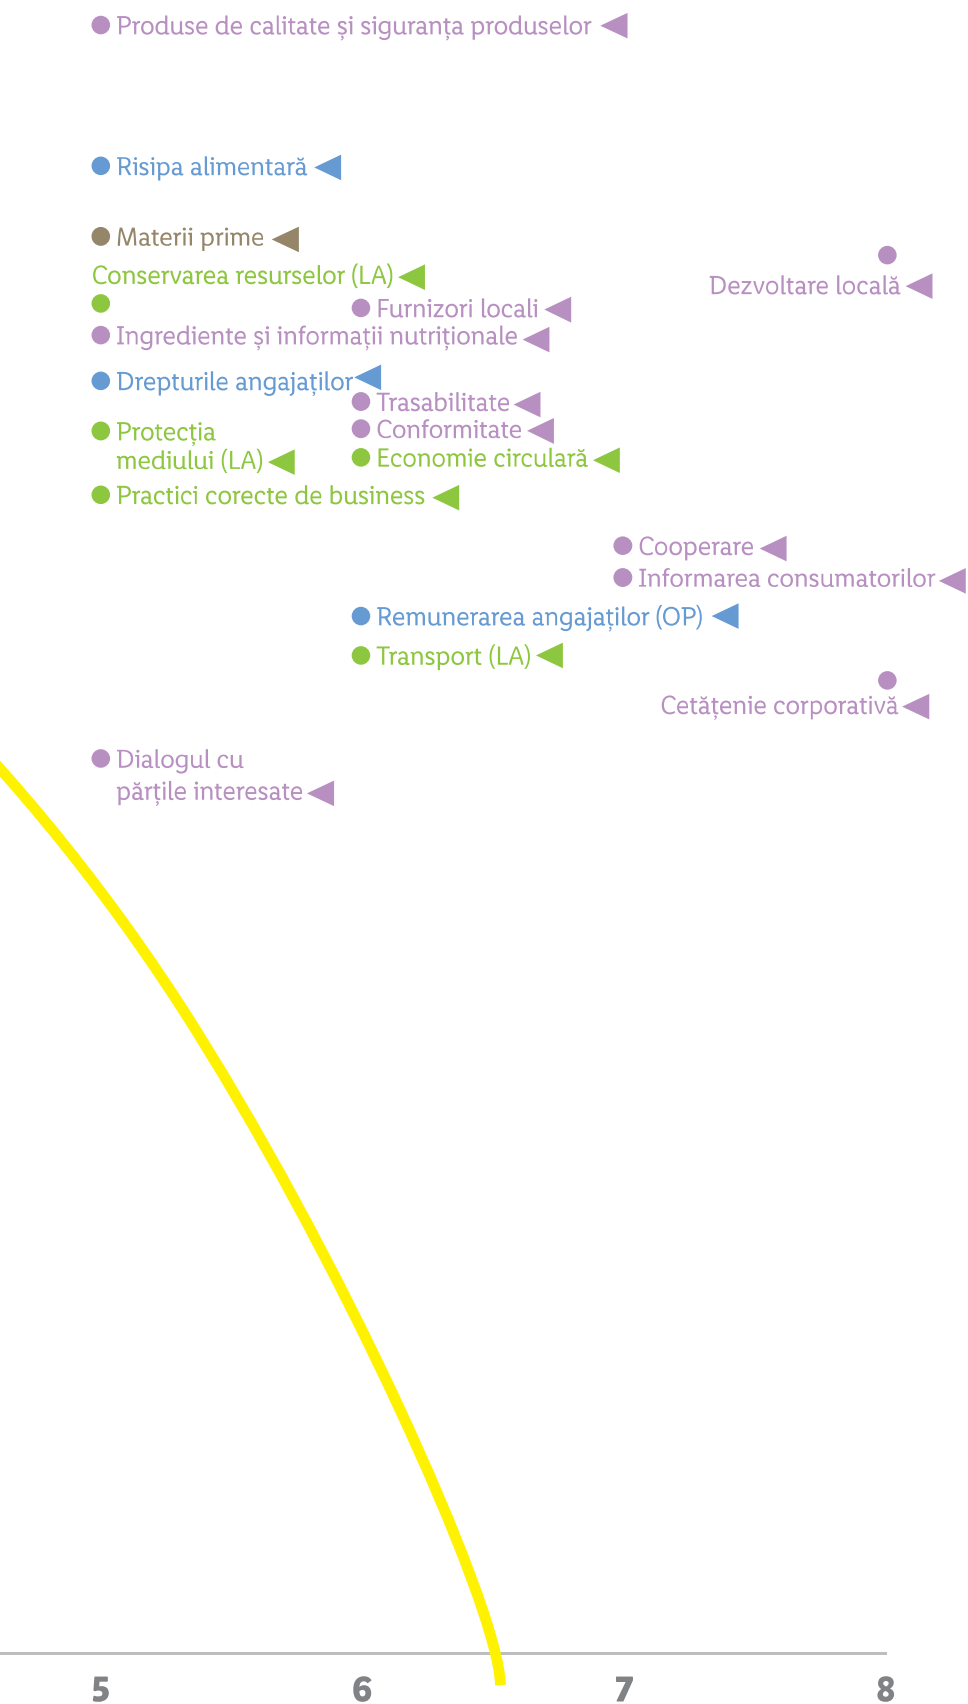 Produse de calitate și siguranța produselor
Risipa alimentară
Materii prime
Conservarea resurselor (LA)
Dezvoltare locală
Furnizori locali
Ingrediente și informații nutriționale
Drepturile angajaților
Trasabilitate
Conformitate
Protecția
mediului (LA)
Economie circulară
Practici corecte de business
Cooperare
Informarea consumatorilor
Remunerarea angajaților (OP)
Transport (LA)
Cetățenie corporativă
Dialogul cu
părțile interesate
5 6 7 8